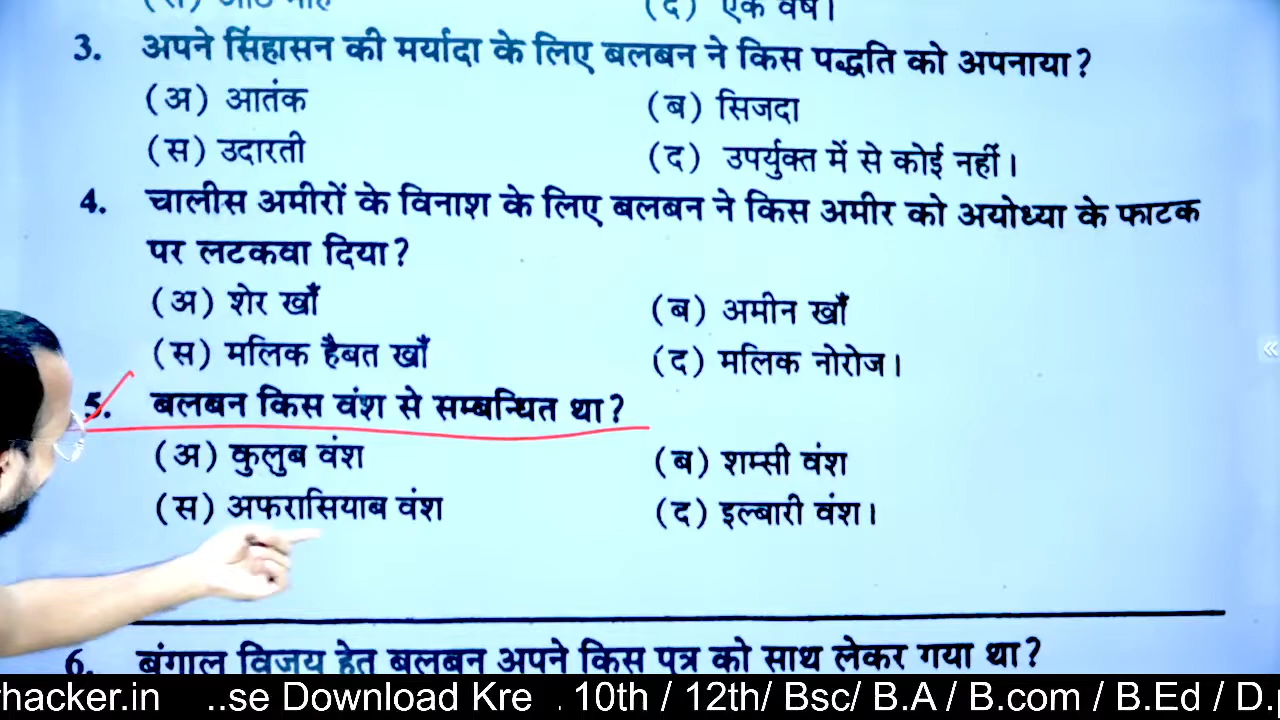 (द) एक वर्ष।
3. अपने सिंहासन की मर्यादा के लिए बलबन ने किस पद्धति को अपनाया?
(अ) आतंक (ब) सिजदा
(स) उदारती (द) उपर्युक्त में से कोई नहीं।
4. चालीस अमीरों के विनाश के लिए बलबन ने किस अमीर को अयोध्या के फाटक
पर लटकवा दिया?
(अ) शेर खाँ (ब) अमीन खाँ
(स) मलिक हैबत खाँ (द) मलिक नोरोज।
5. बलबन किस वंश से सम्बन्धित था?
(अ) कुलुब वंश (ब) शम्सी वंश
(स) अफरासियाब वंश (द) इल्बारी वंश।
6. बंगाल विजय हेतु बलबन अपने किस पुत्र को साथ लेकर गया था?
hacker.in ..se Download Kre . 10th / 12th/ Bsc/ B.A / B.com / B.Ed / D.